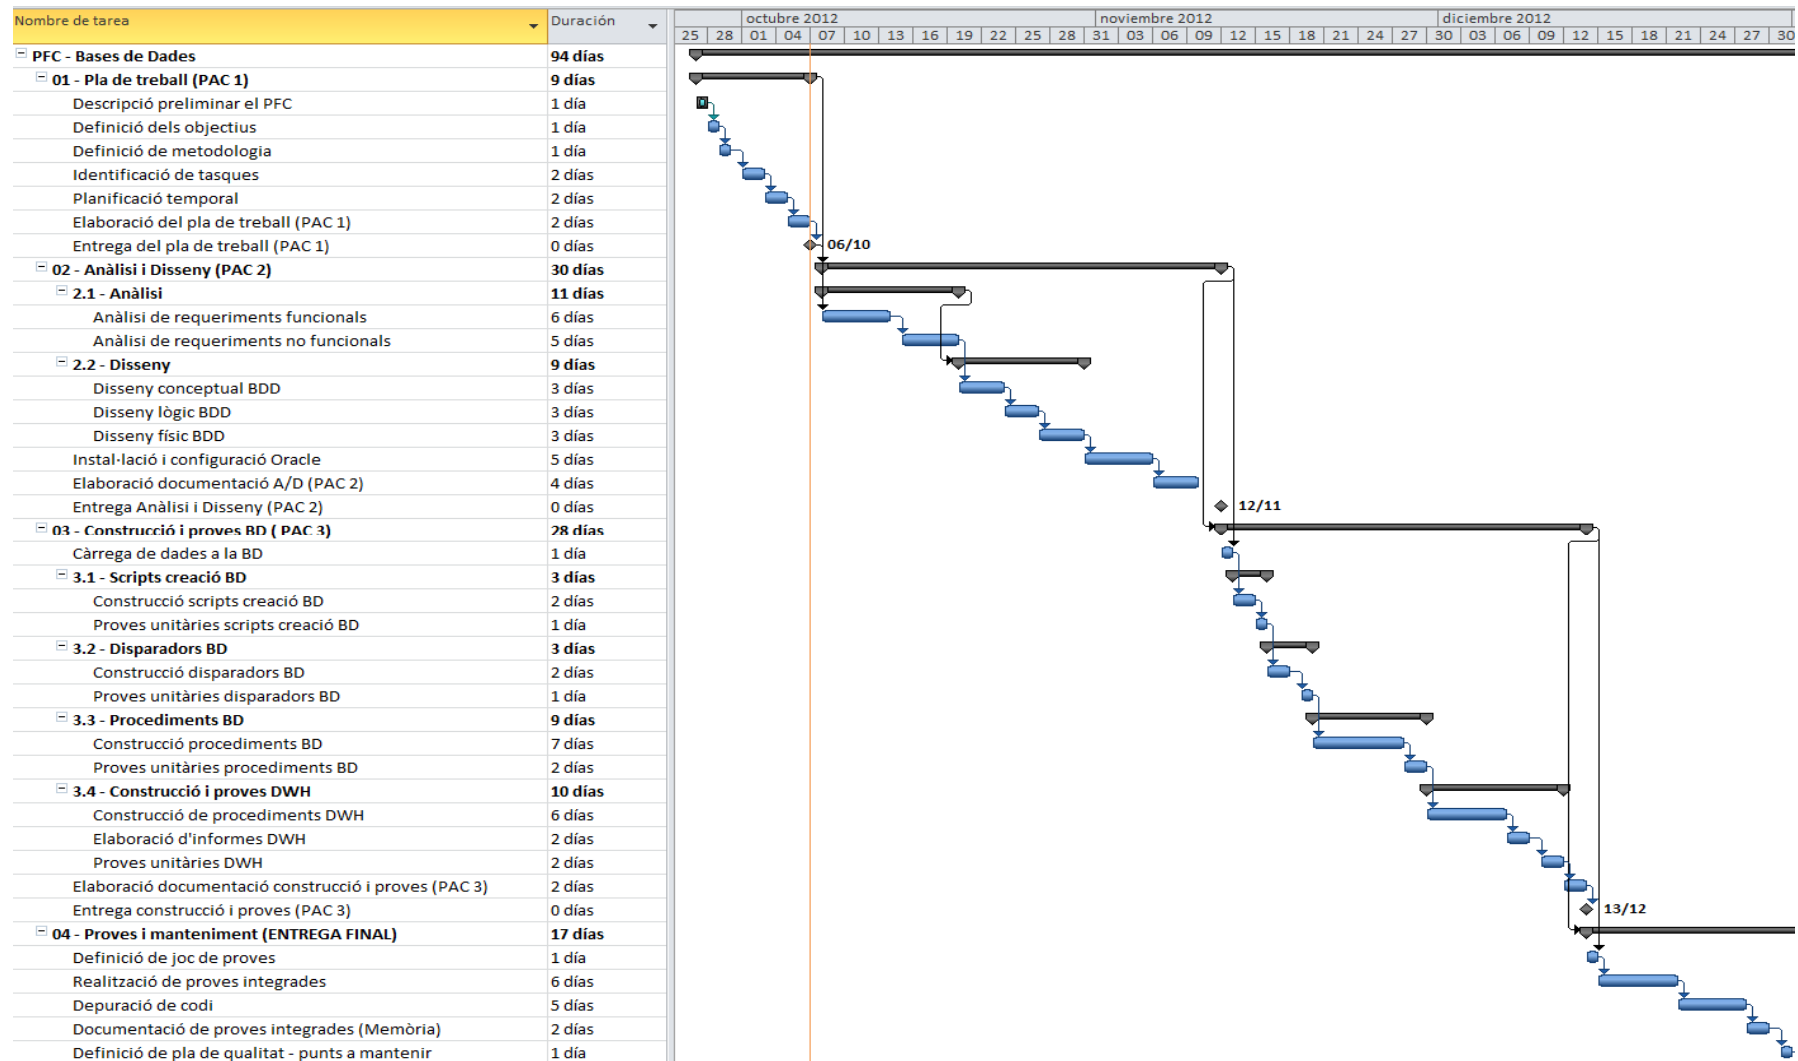 Nombre de tarea Duración
octubre 2012 noviembre 2012 diciembre 2012
25 28 01 04 07 10 13 16 19 22 25 28 31 03 06 09 12 15 18 21 24 27 30 03 06 09 12 15 18 21 24 27 30
PFC - Bases de Dades 94 días
01 - Pla de treball (PAC 1) 9 días
Descripció preliminar el PFC 1 día
Definició dels objectius 1 día
Definició de metodologia 1 día
Identificació de tasques 2 días
Planificació temporal 2 días
Elaboració del pla de treball (PAC 1) 2 días
Entrega del pla de treball (PAC 1) 0 días 06/10
02 - Anàlisi i Disseny (PAC 2) 30 días
2.1 - Anàlisi 11 días
Anàlisi de requeriments funcionals 6 días
Anàlisi de requeriments no funcionals 5 días
2.2 - Disseny 9 días
Disseny conceptual BDD 3 días
Disseny lògic BDD 3 días
Disseny físic BDD 3 días
Instal·lació i configuració Oracle 5 días
Elaboració documentació A/D (PAC 2) 4 días
Entrega Anàlisi i Disseny (PAC 2) 0 días 12/11
03 - Construcció i proves BD ( PAC 3) 28 días
Càrrega de dades a la BD 1 día
3.1 - Scripts creació BD 3 días
Construcció scripts creació BD 2 días
Proves unitàries scripts creació BD 1 día
3.2 - Disparadors BD 3 días
Construcció disparadors BD 2 días
Proves unitàries disparadors BD 1 día
3.3 - Procediments BD 9 días
Construcció procediments BD 7 días
Proves unitàries procediments BD 2 días
3.4 - Construcció i proves DWH 10 días
Construcció de procediments DWH 6 días
Elaboració d'informes DWH 2 días
Proves unitàries DWH 2 días
Elaboració documentació construcció i proves (PAC 3) 2 días
Entrega construcció i proves (PAC 3) 0 días 13/12
04 - Proves i manteniment (ENTREGA FINAL) 17 días
Definició de joc de proves 1 día
Realització de proves integrades 6 días
Depuració de codi 5 días
Documentació de proves integrades (Memòria) 2 días
Definició de pla de qualitat - punts a mantenir 1 día